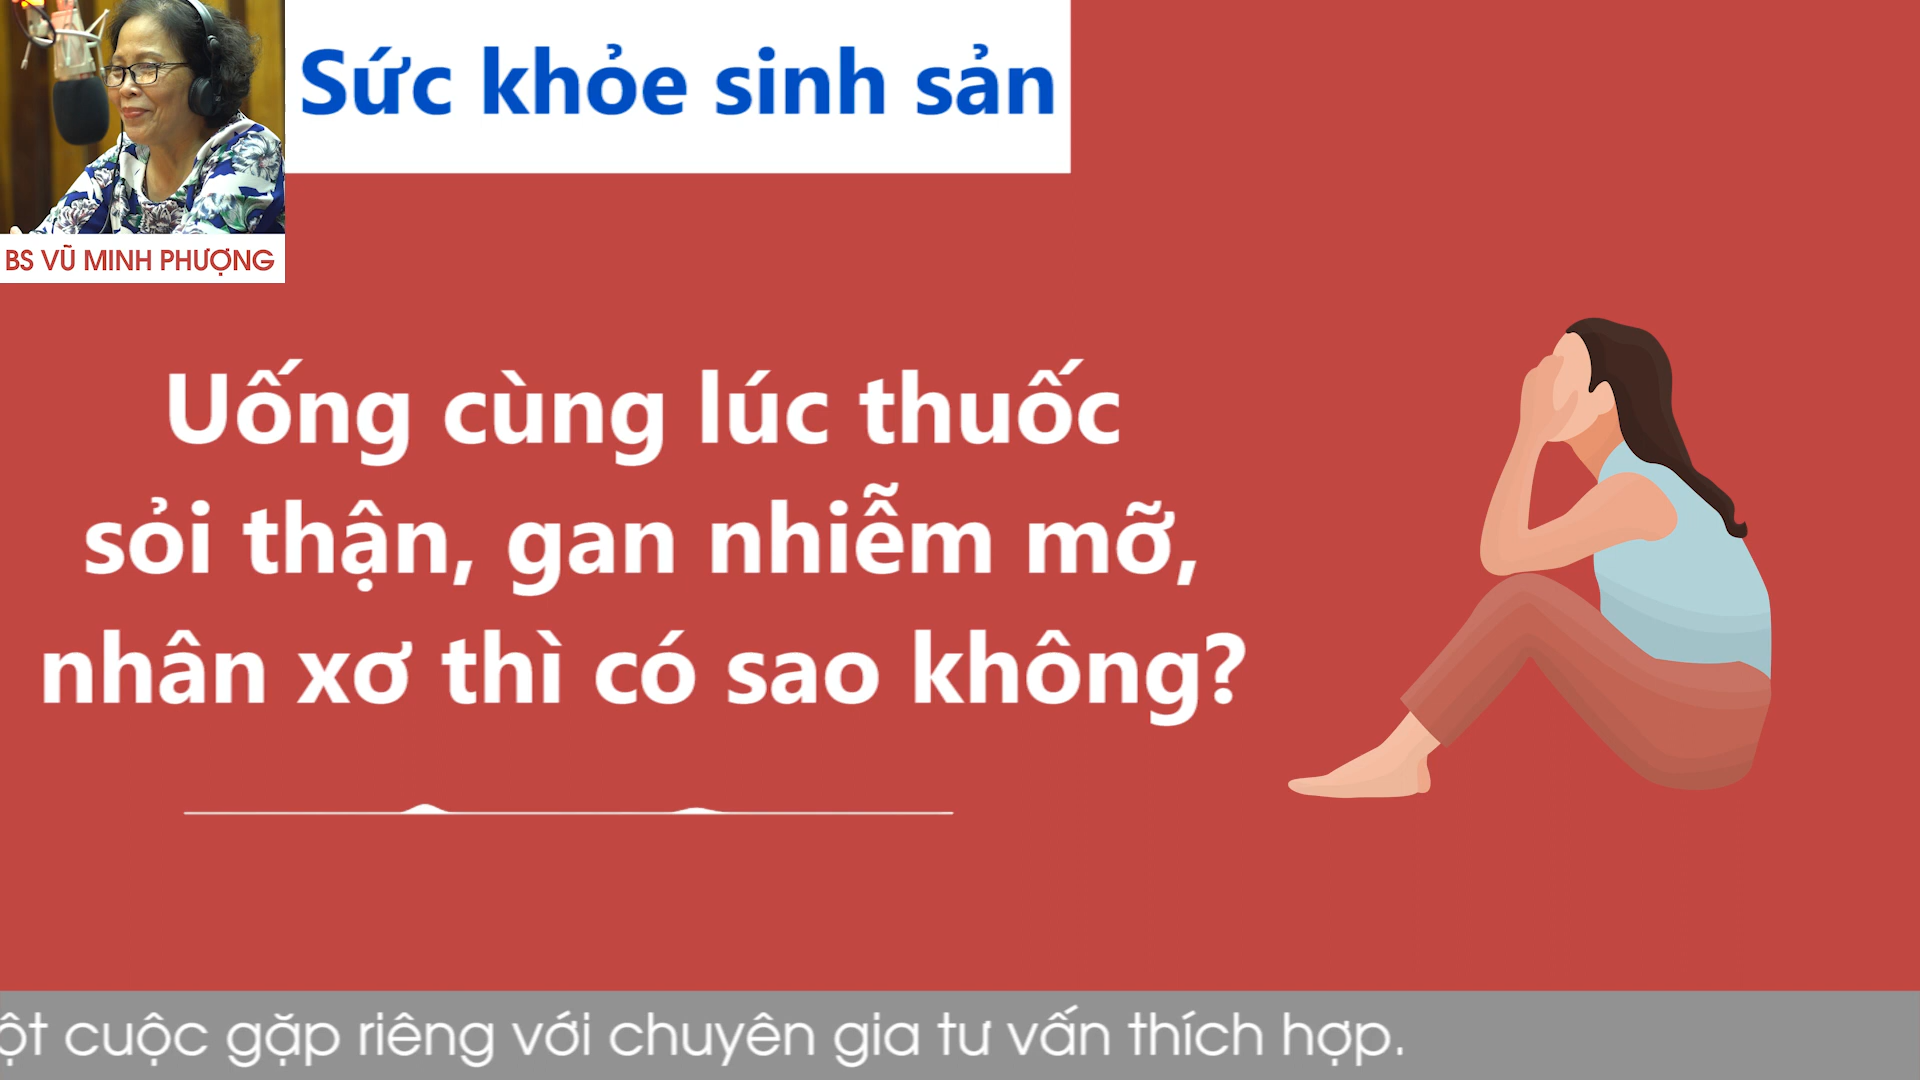 Sức khỏe sinh sản
BS VŨ MINH PHƯỢNG
Uống cùng lúc thuốc
sỏi thận, gan nhiễm mỡ,
nhân xơ thì có sao không?
cuộc gặp riêng với chuyên gia tư vấn thích hợp.